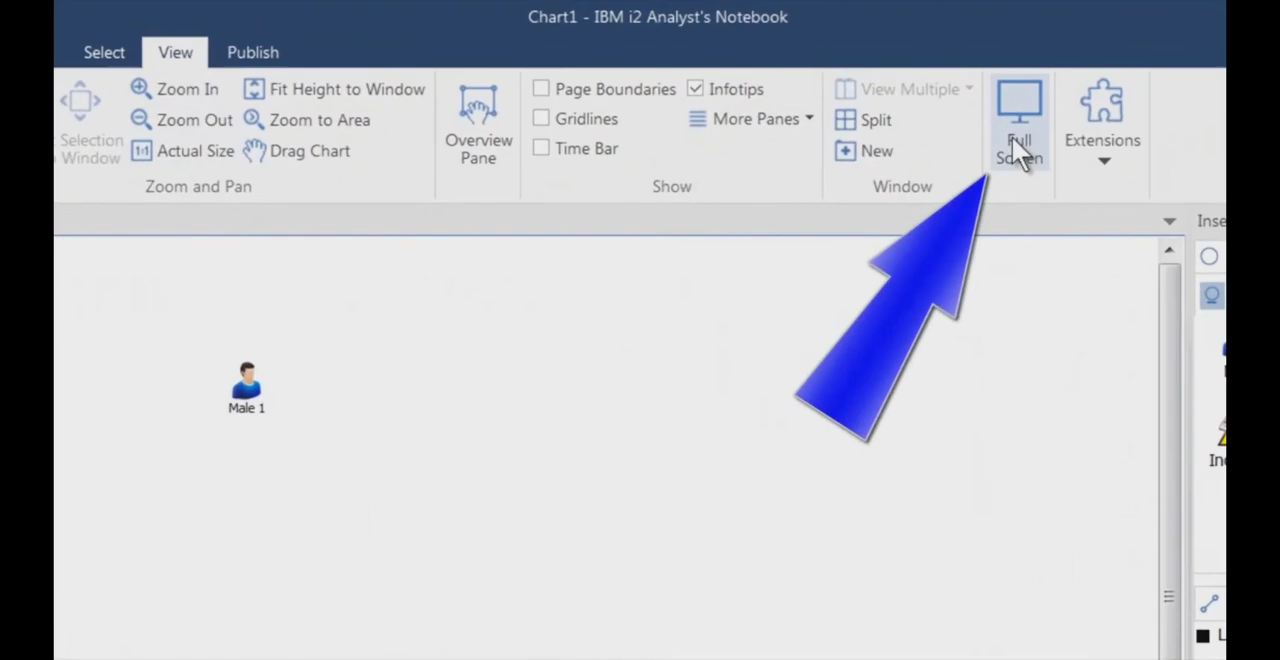 Chart1 - IBM i2 Analyst's Notebook
Select View Publish
Zoom In Fit Height to Window Page Boundaries Infotips View Multiple
Zoom Out Zoom to Area Gridlines More Panes Split
Selection Window
Actual Size Drag Chart Overview Pane Time Bar New Full Screen Extensions
Zoom and Pan Show Window
Male 1